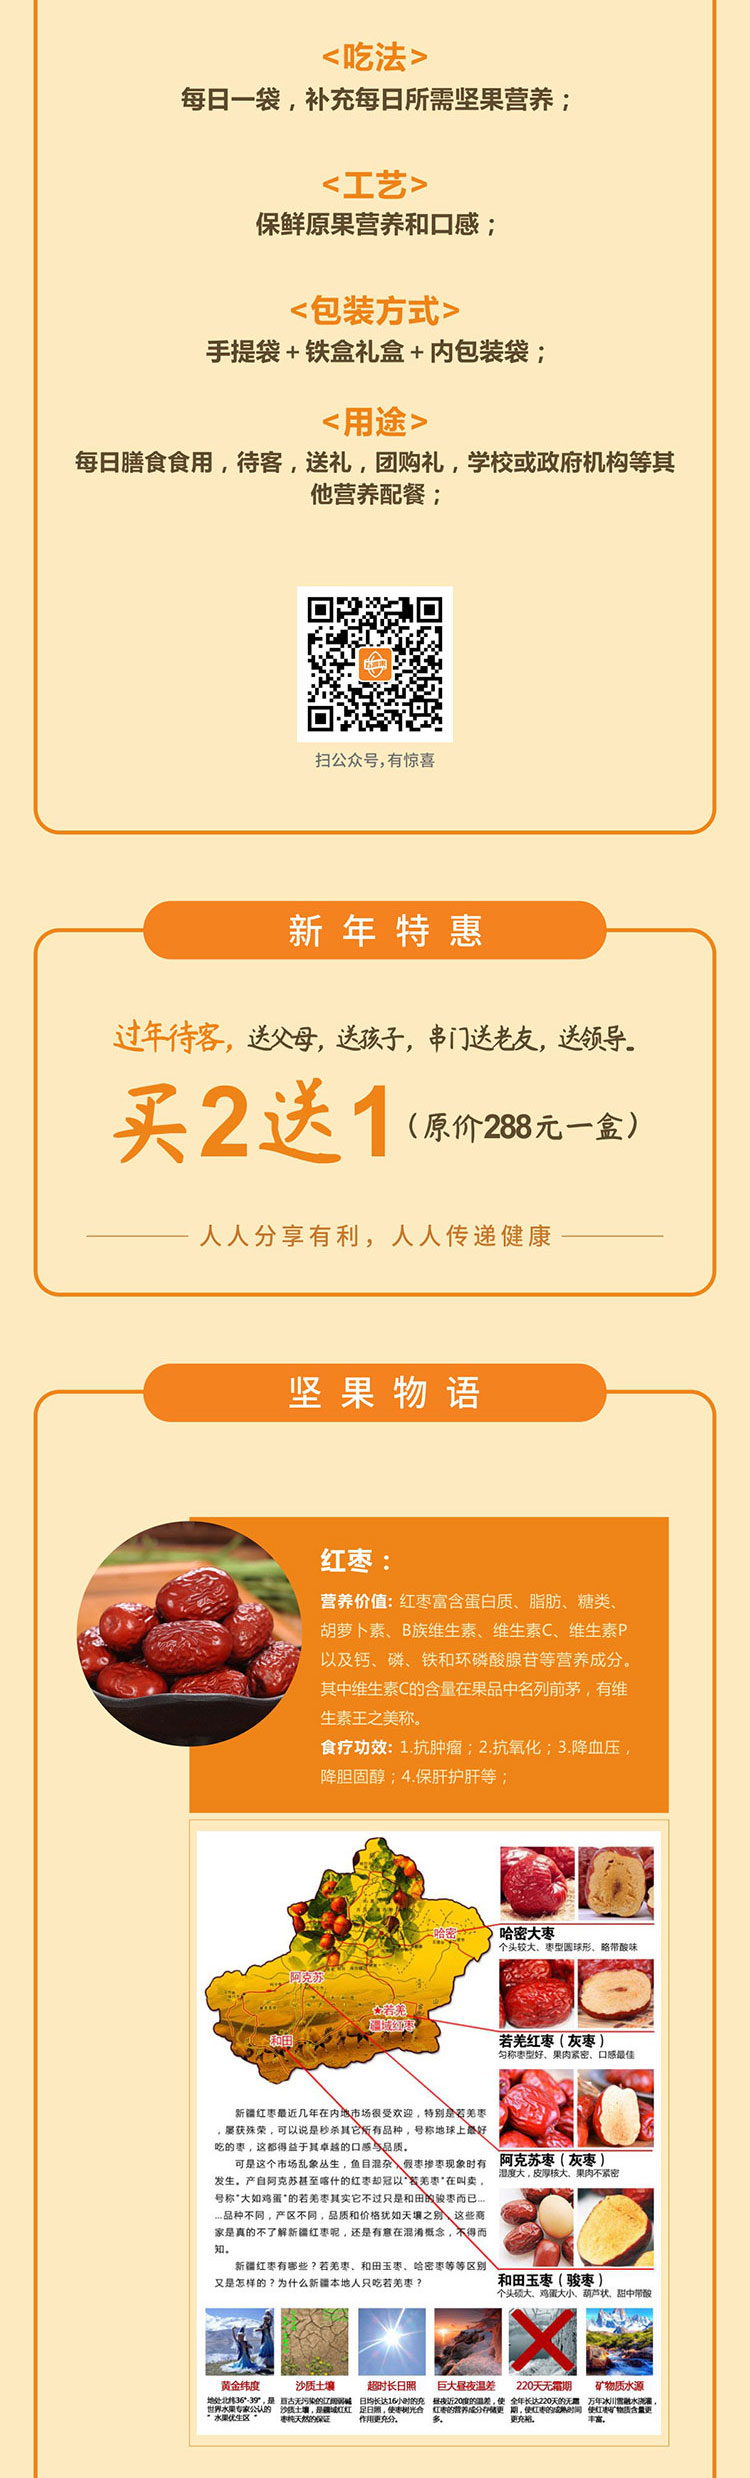 <吃法>
每日一袋，补充每日所需坚果营养；
<工艺>
保鲜原果营养和口感；
<包装方式>
手提袋＋铁盒礼盒＋内包装袋；
<用途>
每日膳食食用，待客，送礼，团购礼，学校或政府机构等其
他营养配餐；
扫公众号，有惊喜
新年特惠
过年待客，送父母，送孩子，串门送老友，送领导。
买2送1（原价288元一盒）
人人分享有利，人人传递健康
坚果物语
红枣：
营养价值：红枣富含蛋白质、脂肪、糖类、
胡萝卜素、B族维生素、维生素C、维生素P
以及钙、磷、铁和环磷酸腺苷等营养成分。
其中维生素C的含量在果品中名列前茅，有维
生素王之美称。
食疗功效：1.抗肿瘤；2.抗氧化；3.降血压，
降胆固醇；4.保肝护肝等；
哈密
阿克苏
★若羌
疆域红枣
和田
哈密大枣
个头较大、枣型圆球形、略带酸味
若羌红枣（灰枣）
匀称枣型好、果肉紧密、口感最佳
阿克苏枣（灰枣）
湿度大，皮厚核大、果肉不紧密
和田玉枣（骏枣）
个头硕大、鸡蛋大小、葫芦状、甜中带酸
新疆红枣最近几年在内地市场很受欢迎，特别是若羌枣
，屡获殊荣，可以说是秒杀其它所有品种，号称地球上最好
吃的枣，这都得益于其卓越的口感与品质。
可是这个市场乱象丛生，鱼目混杂，假枣掺枣现象时有
发生。产自阿克苏甚至喀什的红枣却冠以“若羌枣”在叫卖，
号称“大如鸡蛋”的若羌枣其实它不过只是和田的骏枣而已...
...品种不同，产区不同，品质和价格犹如天壤之别，这些商
家是真的不了解新疆红枣呢，还是有意在混淆概念，不得而
知。
新疆红枣有哪些？若羌枣、和田玉枣、哈密枣等等区别
又是怎样的？为什么新疆本地人只吃若羌枣？
黄金纬度
地处北纬36°-39°，是
世界水果专家公认的
“水果优生区“
沙质土壤
亘古无污染的辽阔弱碱
沙质土壤，是疆域红红
枣纯天然的保证
超时长日照
日均长达16小时的充
足日照，使枣树光合
作用更充分。
巨大昼夜温差
昼夜近20度的温差，使
红枣的营养成分存储更
多。
220天无霜期
全年长达220天的无霜
期，使红枣的成熟时间
更充裕。
矿物质水源
万年冰川雪融水浇灌，
使红枣矿物质含量更
丰富。